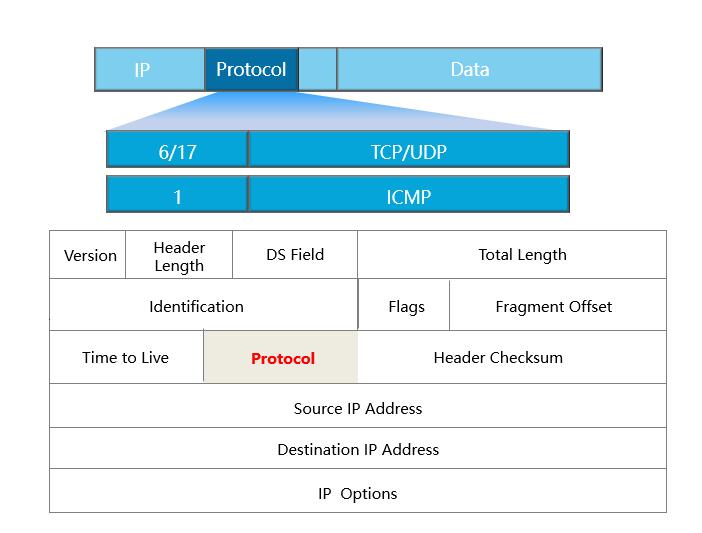 IP Protocol Data
6/17 TCP/UDP
1 ICMP
Version Header Length DS Field Total Length
Identification Flags Fragment Offset
Time to Live Protocol Header Checksum
Source IP Address
Destination IP Address
IP Options